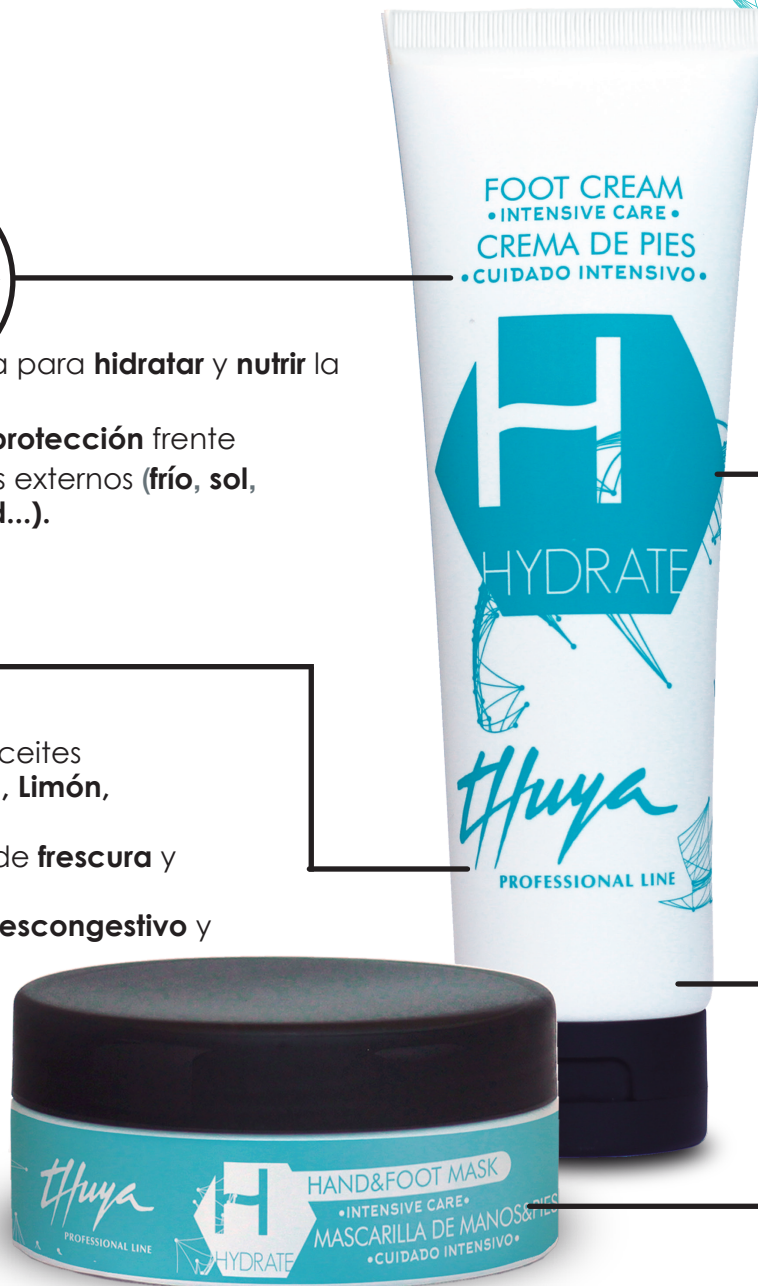 FOOT CREAM
•INTENSIVE CARE•
CREMA DE PIES
•CUIDADO INTENSIVO•
a para hidratar y nutrir la
protección frente
s externos (frío, sol,
d...).
H
HYDRATE
ceites
, Limón,
de frescura y
escongestivo y
thuya
PROFESSIONAL LINE
thuya
PROFESSIONAL LINE
H
HYDRATE
HAND&FOOT MASK
•INTENSIVE CARE•
MASCARILLA DE MANOS&PIES
•CUIDADO INTENSIVO•